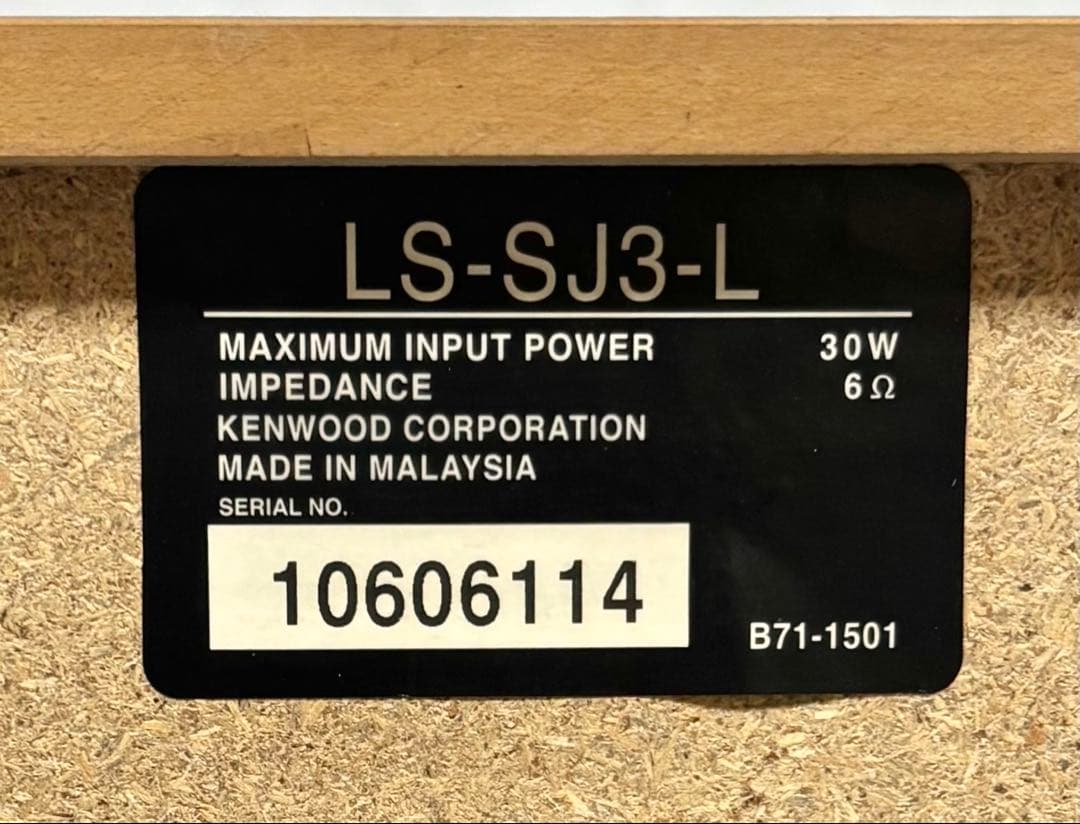 LS-SJ3-L
MAXIMUM INPUT POWER 30W
IMPEDANCE 6Ω
KENWOOD CORPORATION
MADE IN MALAYSIA
SERIAL NO.
10606114
B71-1501